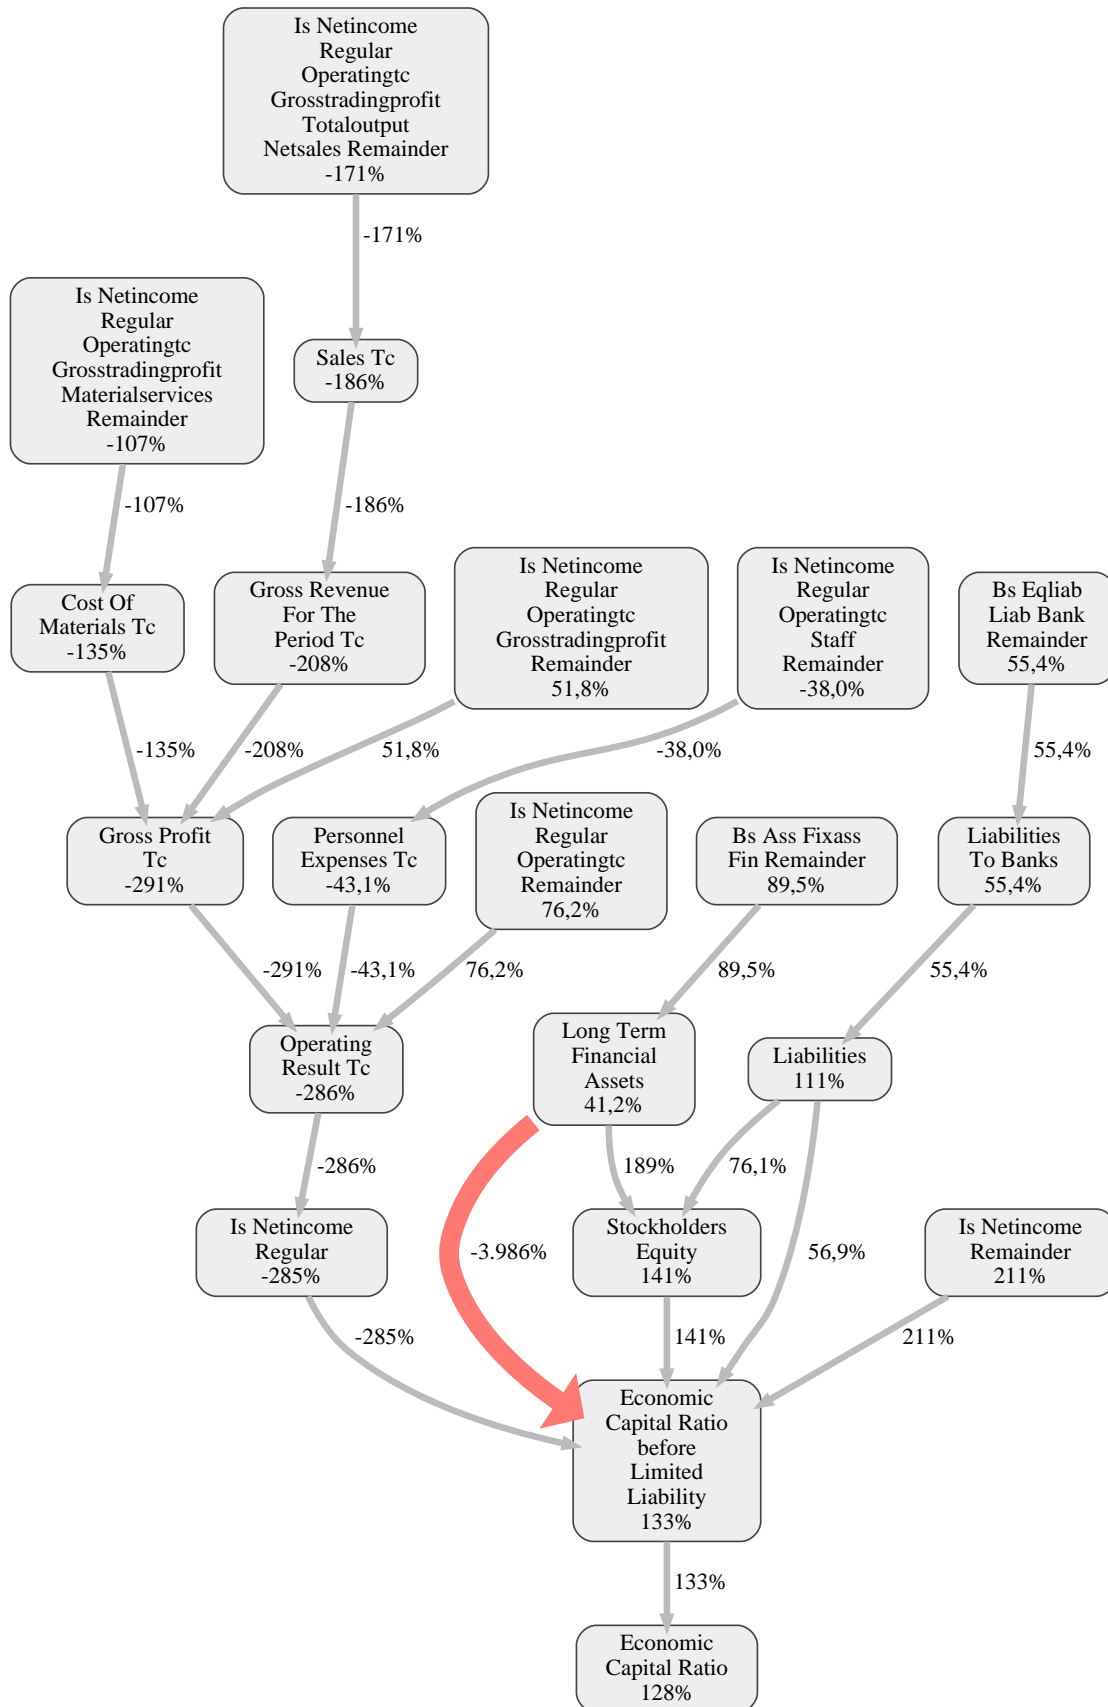 Is Netincome
Regular
Operatingtc
Grosstradingprofit
Totaloutput
Netsales Remainder
-171%
-171%
Is Netincome
Regular
Operatingtc
Grosstradingprofit
Materialservices
Remainder
-107%
Sales Tc
-186%
-107%
-186%
Cost Of
Materials Tc
-135%
Gross Revenue
For The
Period Tc
-208%
Is Netincome
Regular
Operatingtc
Grosstradingprofit
Remainder
51,8%
Is Netincome
Regular
Operatingtc
Staff
Remainder
-38,0%
Bs Eqliab
Liab Bank
Remainder
55,4%
-135%
-208%
51,8%
-38,0%
55,4%
Gross Profit
Tc
-291%
Personnel
Expenses Tc
-43,1%
Is Netincome
Regular
Operatingtc
Remainder
76,2%
Bs Ass Fixass
Fin Remainder
89,5%
Liabilities
To Banks
55,4%
-291%
-43,1%
76,2%
89,5%
55,4%
Operating
Result Tc
-286%
Long Term
Financial
Assets
41,2%
Liabilities
111%
-286%
189%
76,1%
Is Netincome
Regular
-285%
-3.986%
Stockholders
Equity
141%
56,9%
Is Netincome
Remainder
211%
-285%
141%
211%
Economic
Capital Ratio
before
Limited
Liability
133%
133%
Economic
Capital Ratio
128%